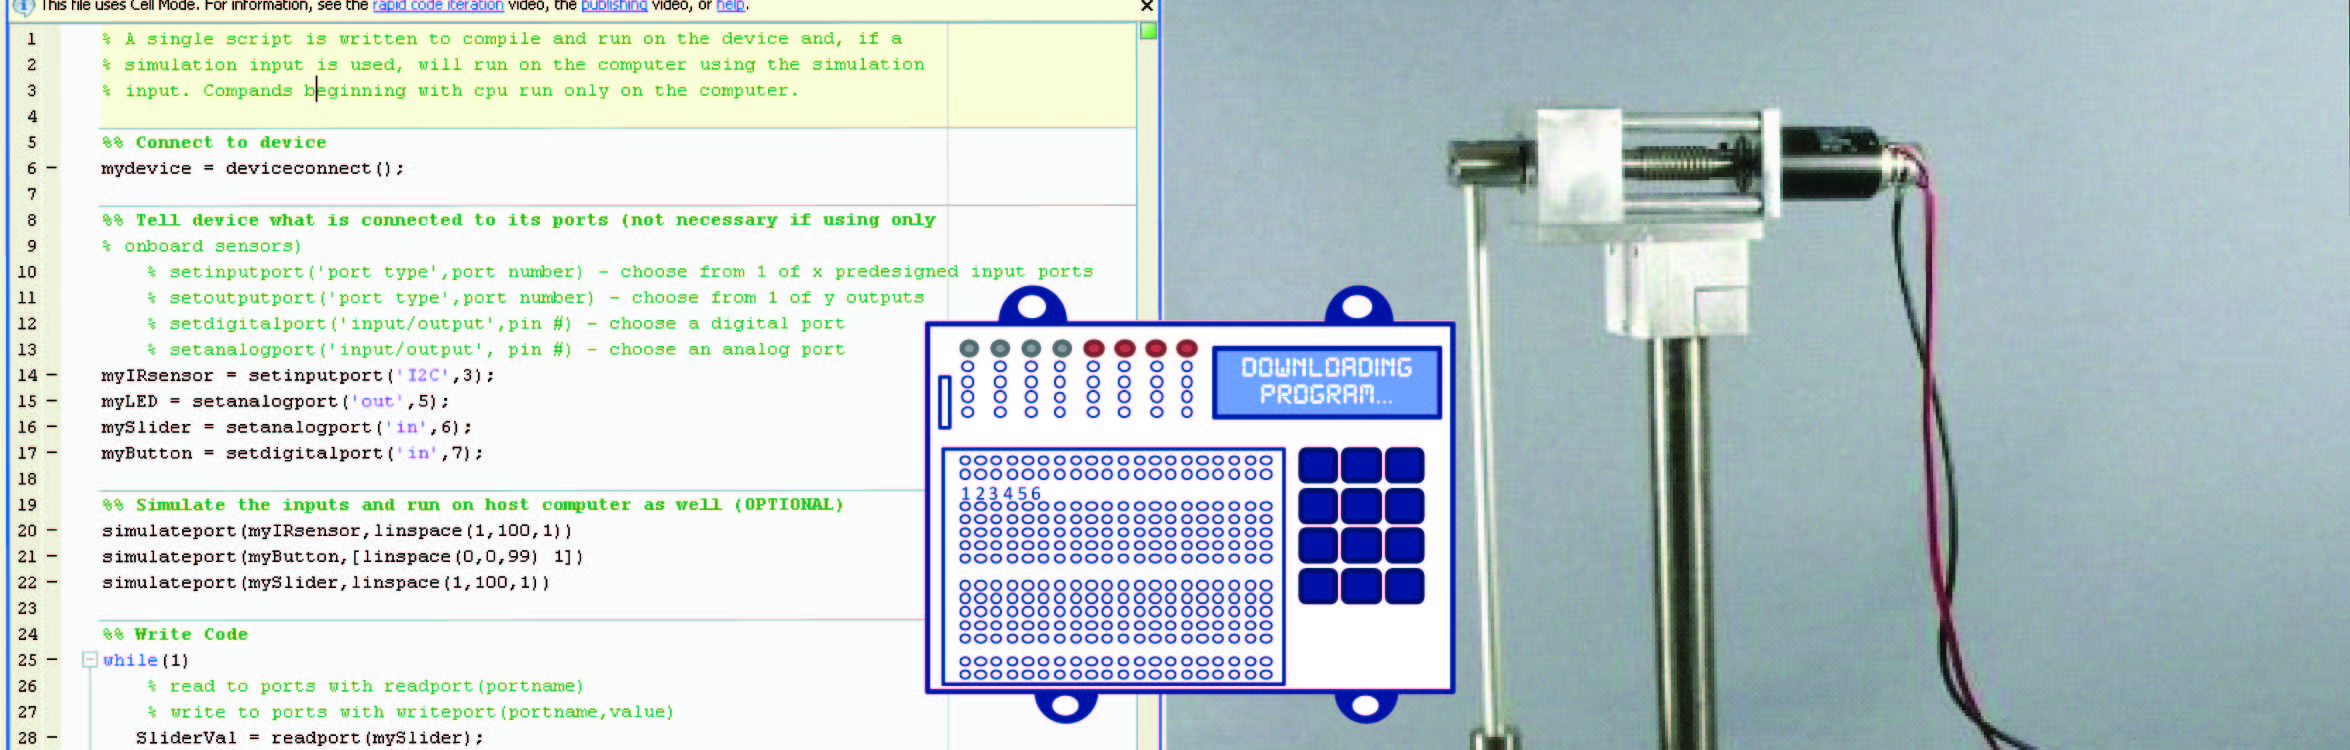 This file uses Cell Mode. For information, see the rapid code iteration video, the publishing video, or help.
1 % A single script is written to compile and run on the device and, if a
2 % simulation input is used, will run on the computer using the simulation
3 % input. Compands beginning with cpu run only on the computer.
4
5 %% Connect to device
6 - mydevice = deviceconnect();
7
8 %% Tell device what is connected to its ports (not necessary if using only
9 % onboard sensors)
10 % setinputport('port type',port number) - choose from 1 of x predesigned input ports
11 % setoutputport('port type',port number) - choose from 1 of y outputs
12 % setdigitalport('input/output',pin #) - choose a digital port
13 % setanalogport('input/output', pin #) - choose an analog port
14 - myIRsensor = setinputport('I2C',3);
15 - myLED = setanalogport('out',5);
16 - mySlider = setanalogport('in',6);
17 - myButton = setdigitalport('in',7);
18
19 %% Simulate the inputs and run on host computer as well (OPTIONAL)
20 - simulateport(myIRsensor,linspace(1,100,1))
21 - simulateport(myButton,[linspace(0,0,99) 1])
22 - simulateport(mySlider,linspace(1,100,1))
23
24 %% Write Code
25 - while(1)
26 % read to ports with readport(portname)
27 % write to ports with writeport(portname,value)
28 - SliderVal = readport(mySlider);
DOWNLOADING
PROGRAM...
123456